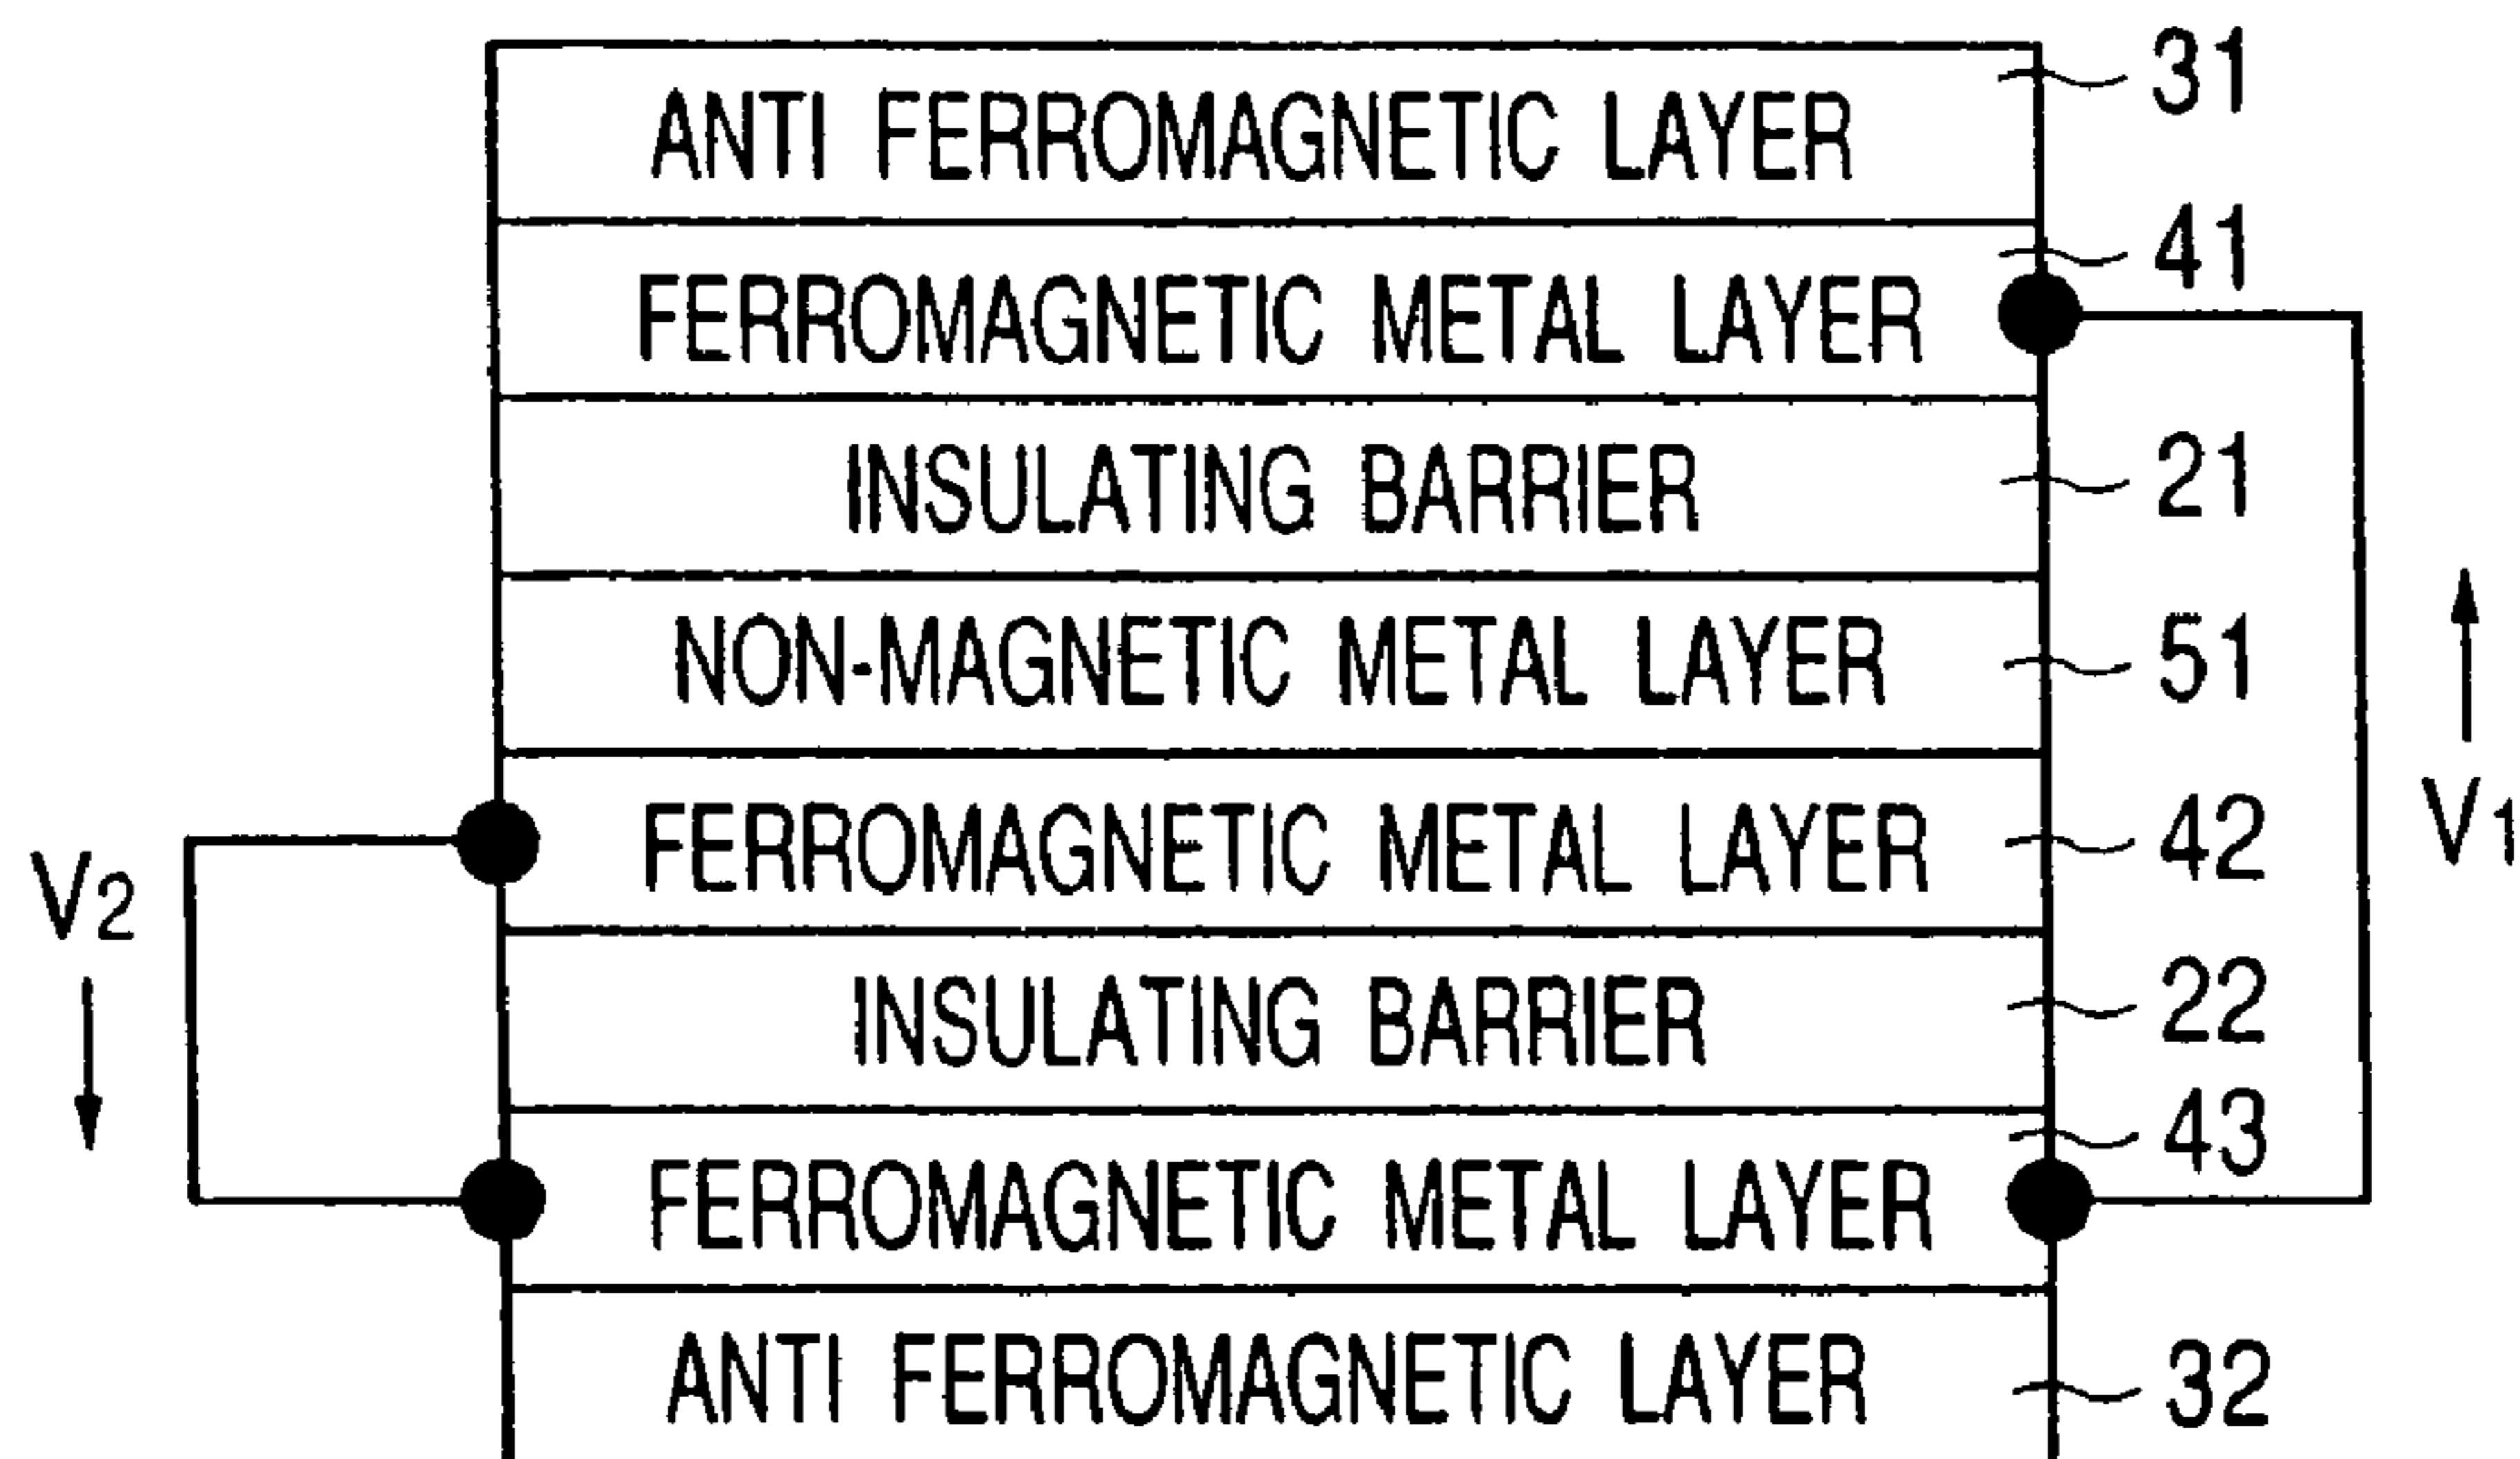 ANTI FERROMAGNETIC LAYER 31
FERROMAGNETIC METAL LAYER 41
INSULATING BARRIER 21
NON-MAGNETIC METAL LAYER 51
FERROMAGNETIC METAL LAYER 42
V1
V2
INSULATING BARRIER 22
FERROMAGNETIC METAL LAYER 43
ANTI FERROMAGNETIC LAYER 32